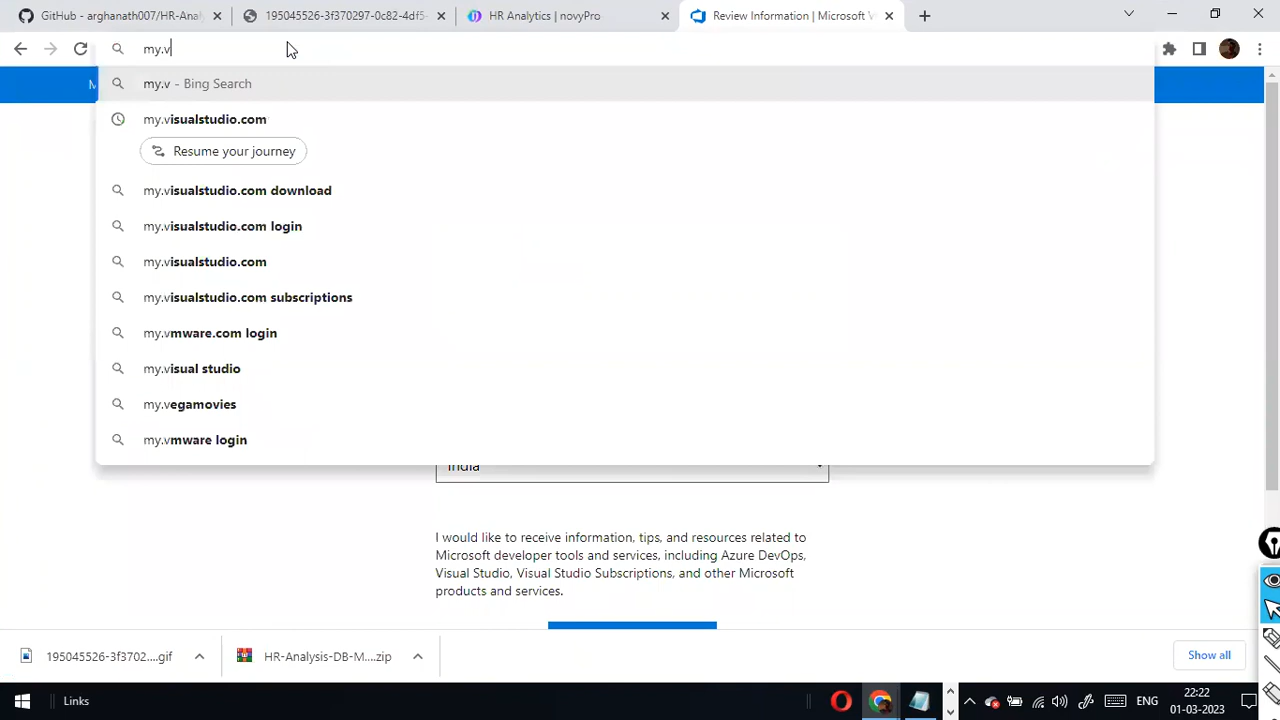 arghanath007/HR-An
GitHub - arghanath007/HR-Anal
195045526-3f370297-0c82-4df5-
HR Analytics | novyPro
Review Information | Microsoft V
my.v
my.v - Bing Search
M
my.visualstudio.com
Resume your journey
my.visualstudio.com download
my.visualstudio.com login
my.visualstudio.com
my.visualstudio.com subscriptions
my.vmware.com login
my.visual studio
my.vegamovies
my.vmware login
India
I would like to receive information, tips, and resources related to
Microsoft developer tools and services, including Azure DevOps,
Visual Studio, Visual Studio Subscriptions, and other Microsoft
products and services.
195045526-3f3702....gif
HR-Analysis-DB-M....zip
Show all
Links
ENG
22:22
01-03-2023